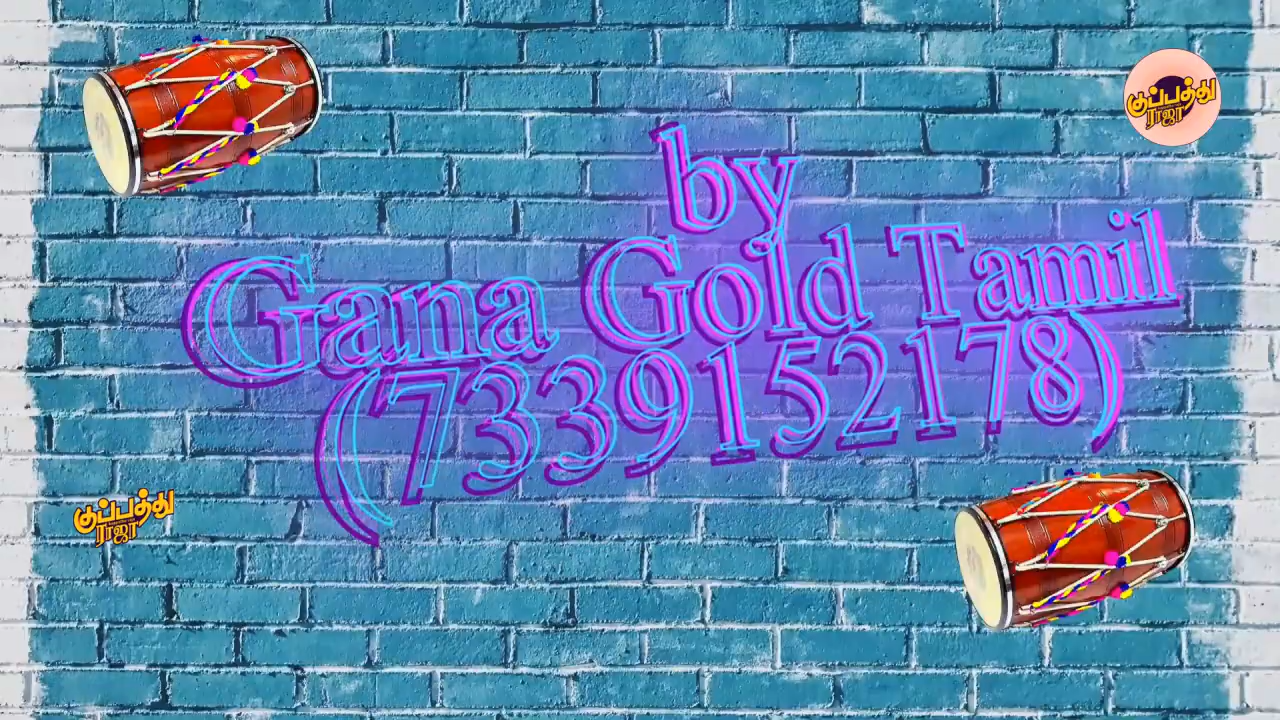 குப்பத்து
ராஜா
by
Gana Gold Tamil
(7339152178)
குப்பத்து
ராஜா